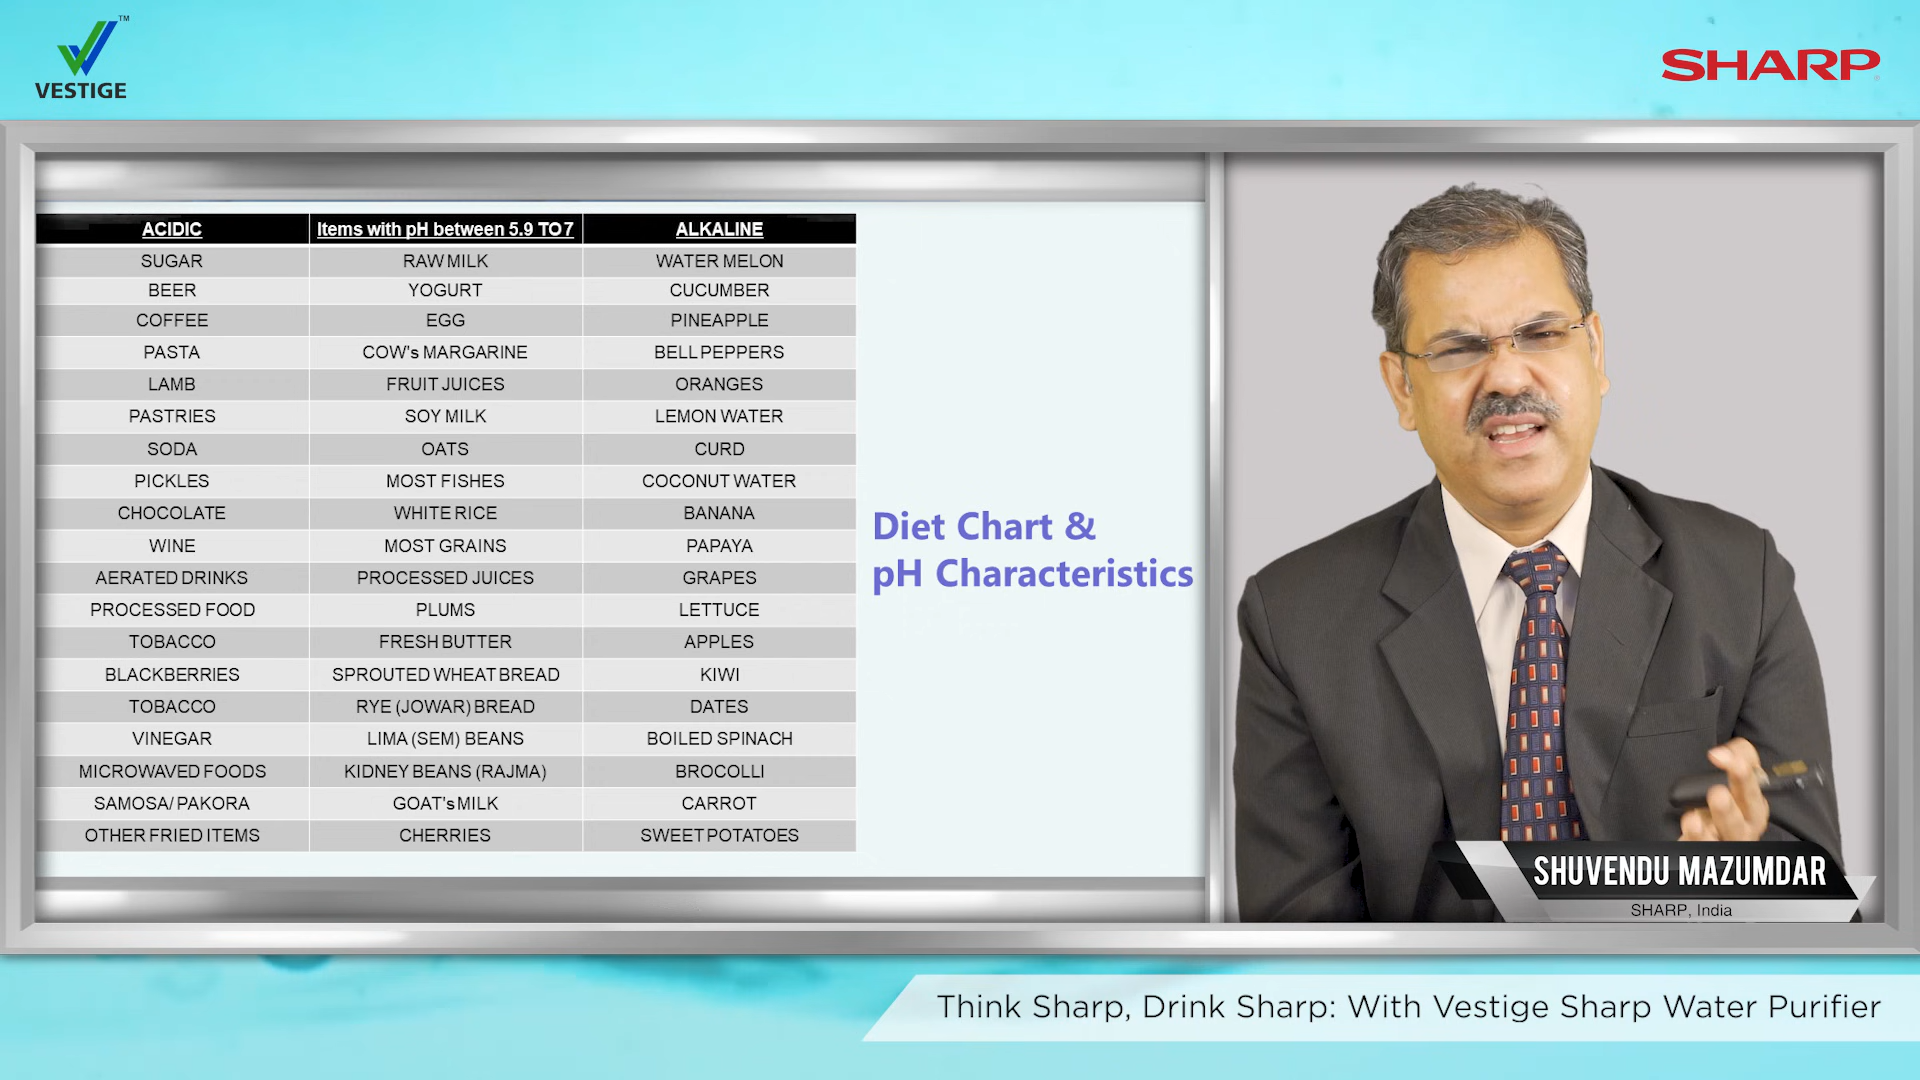 TM
VESTIGE
SHARP
ACIDIC Items with pH between 5.9 TO 7 ALKALINE
SUGAR RAW MILK WATER MELON
BEER YOGURT CUCUMBER
COFFEE EGG PINEAPPLE
PASTA COW's MARGARINE BELL PEPPERS
LAMB FRUIT JUICES ORANGES
PASTRIES SOY MILK LEMON WATER
SODA OATS CURD
PICKLES MOST FISHES COCONUT WATER
CHOCOLATE WHITE RICE BANANA
WINE MOST GRAINS PAPAYA
AERATED DRINKS PROCESSED JUICES GRAPES
PROCESSED FOOD PLUMS LETTUCE
TOBACCO FRESH BUTTER APPLES
BLACKBERRIES SPROUTED WHEAT BREAD KIWI
TOBACCO RYE (JOWAR) BREAD DATES
VINEGAR LIMA (SEM) BEANS BOILED SPINACH
MICROWAVED FOODS KIDNEY BEANS (RAJMA) BROCOLLI
SAMOSA/ PAKORA GOAT's MILK CARROT
OTHER FRIED ITEMS CHERRIES SWEET POTATOES
Diet Chart &
pH Characteristics
SHUVENDU MAZUMDAR
SHARP, India
Think Sharp, Drink Sharp: With Vestige Sharp Water Purifier